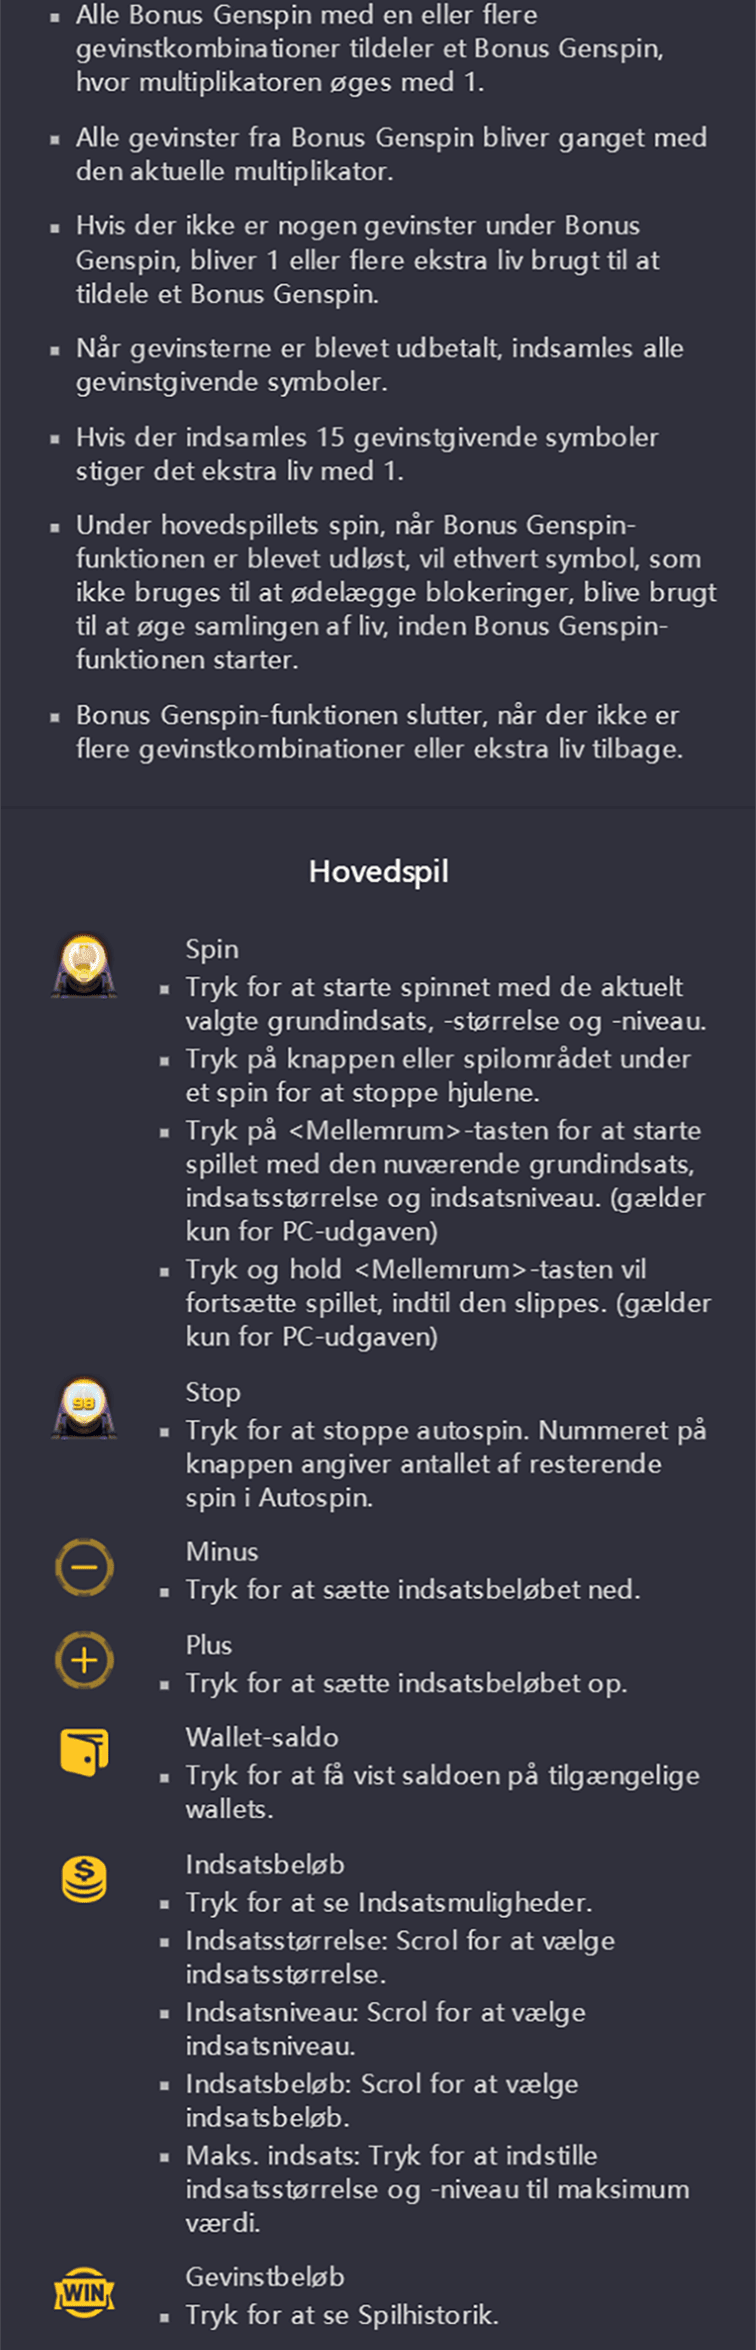 ▪ Alle Bonus Genspin med en eller flere
gevinstkombinationer tildeler et Bonus Genspin,
hvor multiplikatoren øges med 1.
▪ Alle gevinster fra Bonus Genspin bliver ganget med
den aktuelle multiplikator.
▪ Hvis der ikke er nogen gevinster under Bonus
Genspin, bliver 1 eller flere ekstra liv brugt til at
tildele et Bonus Genspin.
▪ Når gevinsterne er blevet udbetalt, indsamles alle
gevinstgivende symboler.
▪ Hvis der indsamles 15 gevinstgivende symboler
stiger det ekstra liv med 1.
▪ Under hovedspillets spin, når Bonus Genspin-
funktionen er blevet udløst, vil ethvert symbol, som
ikke bruges til at ødelægge blokeringer, blive brugt
til at øge samlingen af liv, inden Bonus Genspin-
funktionen starter.
▪ Bonus Genspin-funktionen slutter, når der ikke er
flere gevinstkombinationer eller ekstra liv tilbage.
Hovedspil
Spin
▪ Tryk for at starte spinnet med de aktuelt
valgte grundindsats, -størrelse og -niveau.
▪ Tryk på knappen eller spilområdet under
et spin for at stoppe hjulene.
▪ Tryk på <Mellemrum>-tasten for at starte
spillet med den nuværende grundindsats,
indsatsstørrelse og indsatsniveau. (gælder
kun for PC-udgaven)
▪ Tryk og hold <Mellemrum>-tasten vil
fortsætte spillet, indtil den slippes. (gælder
kun for PC-udgaven)
98
Stop
▪ Tryk for at stoppe autospin. Nummeret på
knappen angiver antallet af resterende
spin i Autospin.
Minus
▪ Tryk for at sætte indsatsbeløbet ned.
Plus
▪ Tryk for at sætte indsatsbeløbet op.
Wallet-saldo
▪ Tryk for at få vist saldoen på tilgængelige
wallets.
Indsatsbeløb
▪ Tryk for at se Indsatsmuligheder.
▪ Indsatsstørrelse: Scrol for at vælge
indsatsstørrelse.
▪ Indsatsniveau: Scrol for at vælge
indsatsniveau.
▪ Indsatsbeløb: Scrol for at vælge
indsatsbeløb.
▪ Maks. indsats: Tryk for at indstille
indsatsstørrelse og -niveau til maksimum
værdi.
WIN
Gevinstbeløb
▪ Tryk for at se Spilhistorik.